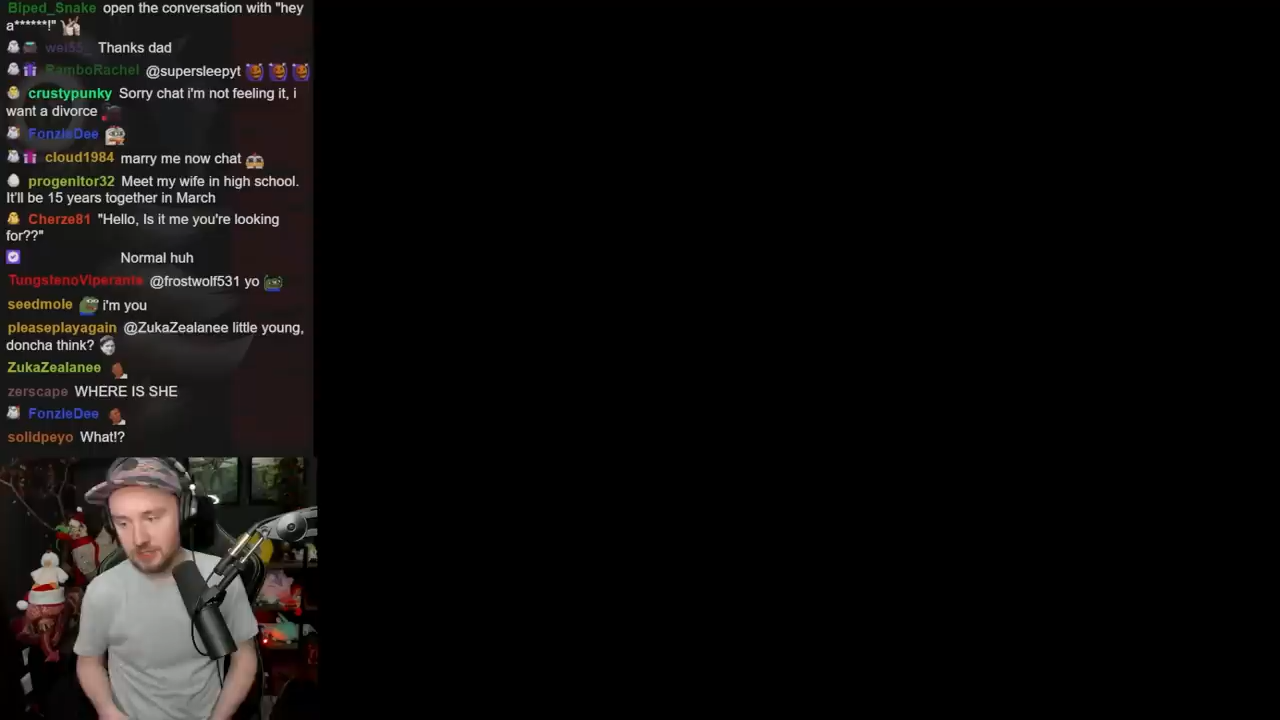 Biped_Snake open the conversation with "hey
a******!"
wei55_ Thanks dad
RamboRachel @supersleepyt
crustypunky Sorry chat i'm not feeling it, i
want a divorce
FonzieDee
cloud1984 marry me now chat
progenitor32 Meet my wife in high school.
It'll be 15 years together in March
Cherze81 "Hello, Is it me you're looking
for??"
Normal huh
TungstenoViperante @frostwolf531 yo
seedmole i'm you
pleaseplayagain @ZukaZealanee little young,
doncha think?
ZukaZealanee
zerscape WHERE IS SHE
FonzieDee
solidpeyo What!?